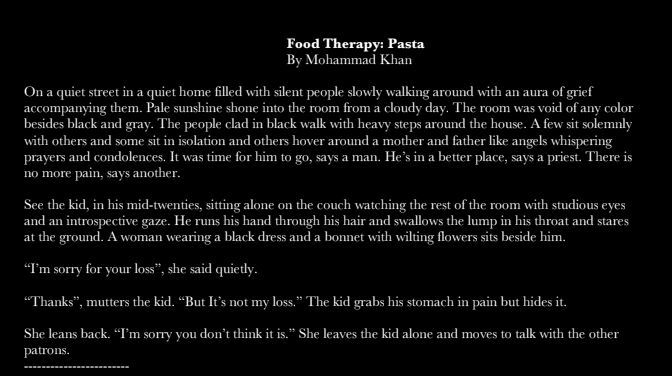 Food Therapy: Pasta
By Mohammad Khan
On a quiet street in a quiet home filled with silent people slowly walking around with an aura of grief
accompanying them. Pale sunshine shone into the room from a cloudy day. The room was void of any color
besides black and gray. The people clad in black walk with heavy steps around the house. A few sit solemnly
with others and some sit in isolation and others hover around a mother and father like angels whispering
prayers and condolences. It was time for him to go, says a man. He’s in a better place, says a priest. There is
no more pain, says another.
See the kid, in his mid-twenties, sitting alone on the couch watching the rest of the room with studious eyes
and an introspective gaze. He runs his hand through his hair and swallows the lump in his throat and stares
at the ground. A woman wearing a black dress and a bonnet with wilting flowers sits beside him.
“I’m sorry for your loss”, she said quietly.
“Thanks”, mutters the kid. “But It’s not my loss.” The kid grabs his stomach in pain but hides it.
She leans back. “I’m sorry you don’t think it is.” She leaves the kid alone and moves to talk with the other
patrons.
------------------------